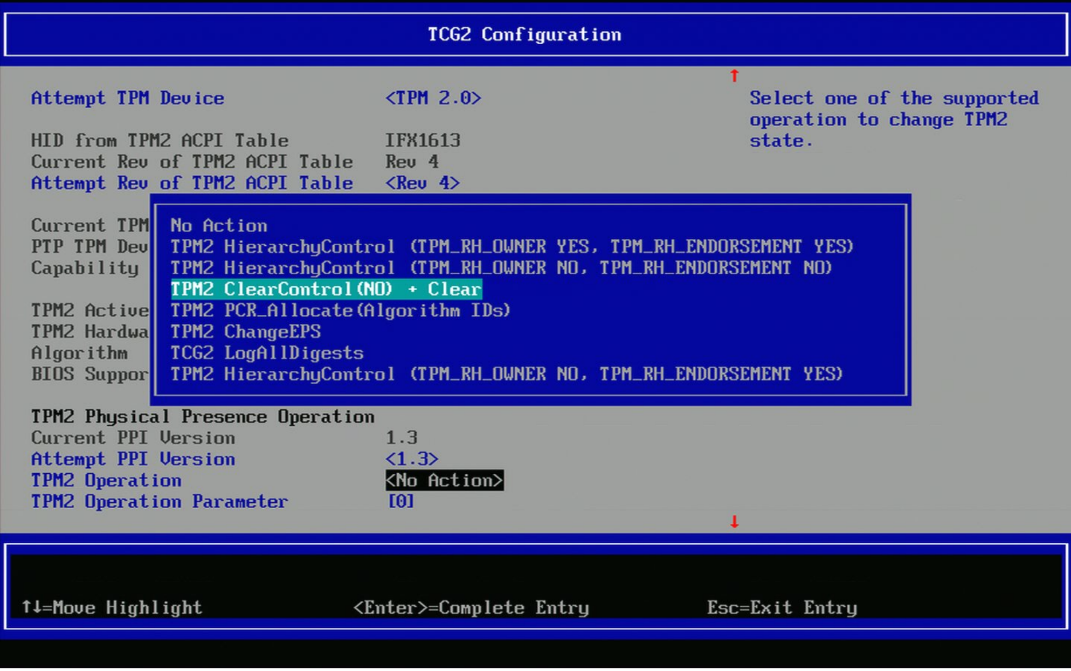 TCG2 Configuration
↑
Attempt TPM Device <TPM 2.0> Select one of the supported
operation to change TPM2
HID from TPM2 ACPI Table IFX1613 state.
Current Rev of TPM2 ACPI Table Rev 4
Attempt Rev of TPM2 ACPI Table <Rev 4>
Current TPM No Action
PTP TPM Dev TPM2 HierarchyControl (TPM_RH_OWNER YES, TPM_RH_ENDORSEMENT YES)
Capability TPM2 HierarchyControl (TPM_RH_OWNER NO, TPM_RH_ENDORSEMENT NO)
TPM2 ClearControl(NO) + Clear
TPM2 Active TPM2 PCR_Allocate(Algorithm IDs)
TPM2 Hardwa TPM2 ChangeEPS
Algorithm TCG2 LogAllDigests
BIOS Suppor TPM2 HierarchyControl (TPM_RH_OWNER NO, TPM_RH_ENDORSEMENT YES)
TPM2 Physical Presence Operation
Current PPI Version 1.3
Attempt PPI Version <1.3>
TPM2 Operation <No Action>
TPM2 Operation Parameter [0]
↓
↑↓=Move Highlight <Enter>=Complete Entry Esc=Exit Entry